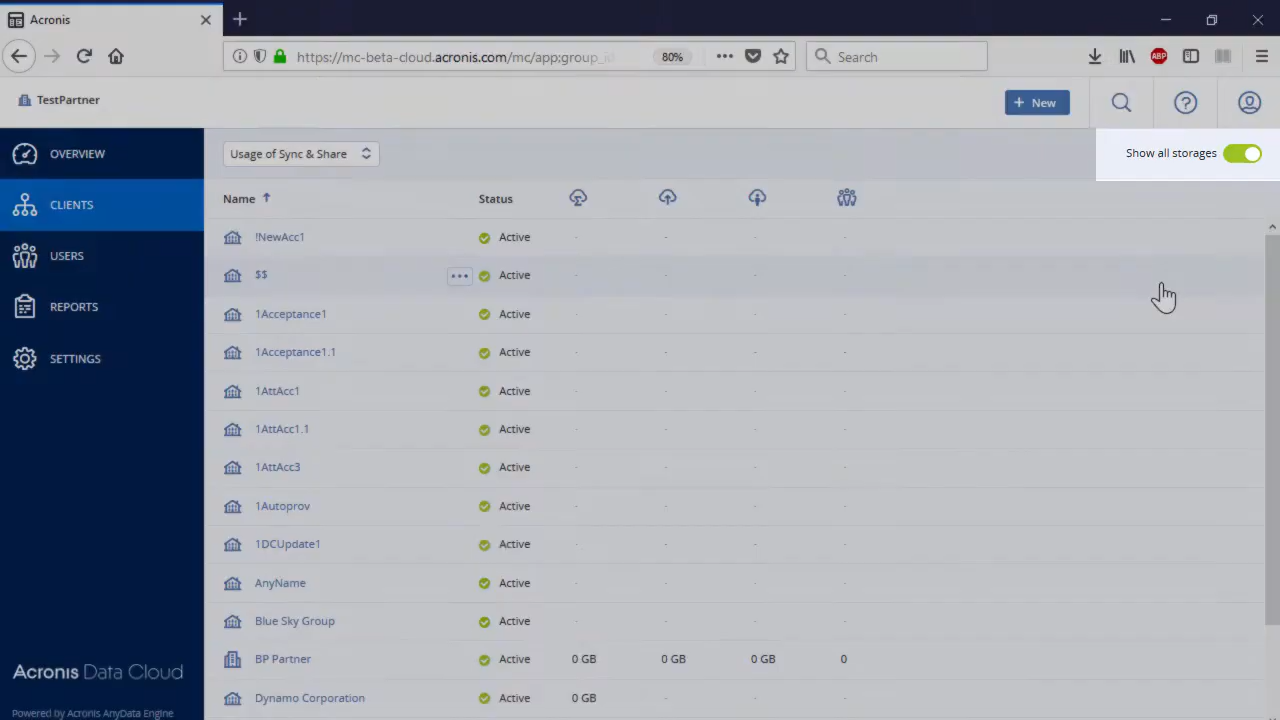 Acronis
https://mc-beta-cloud.acronis.com/mc/app;group_id
80%
Search
TestPartner
+ New
OVERVIEW
CLIENTS
USERS
REPORTS
SETTINGS
Usage of Sync & Share
Show all storages
Name Status
!NewAcc1 Active - - - -
$$ Active - - - -
1Acceptance1 Active - - - -
1Acceptance1.1 Active - - - -
1AttAcc1 Active - - - -
1AttAcc1.1 Active - - - -
1AttAcc3 Active - - - -
1Autoprov Active - - - -
1DCUpdate1 Active - - - -
AnyName Active - - - -
Blue Sky Group Active - - - -
BP Partner Active 0 GB 0 GB 0 GB 0
Dynamo Corporation Active 0 GB - - -
Acronis Data Cloud
Powered by Acronis AnyData Engine
ABP